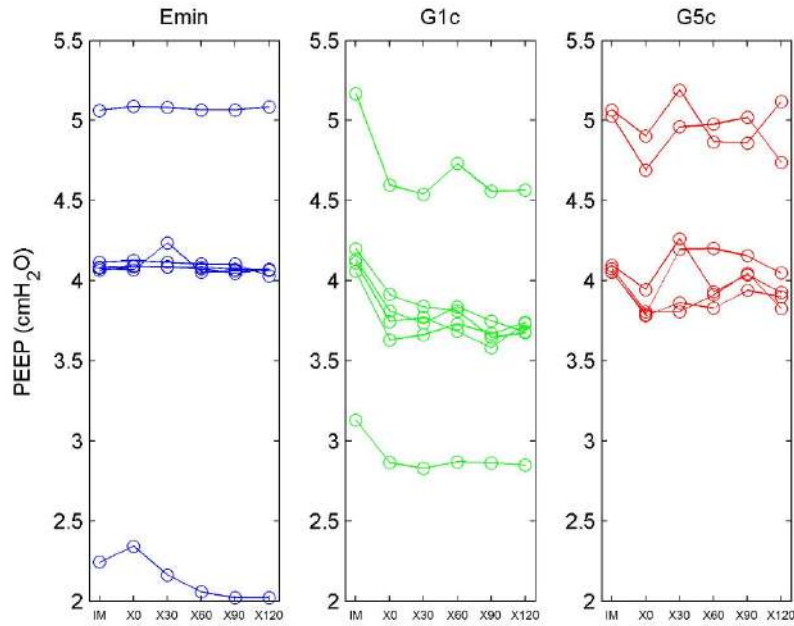 Emin G1c G5c
5.5 5.5 5.5
5 5 5
4.5 4.5 4.5
4 4 4
3.5 3.5 3.5
3 3 3
2.5 2.5 2.5
2 2 2
PEEP (cmH₂O)
IM X0 X30 X60 X90 X120 IM X0 X30 X60 X90 X120 IM X0 X30 X60 X90 X120